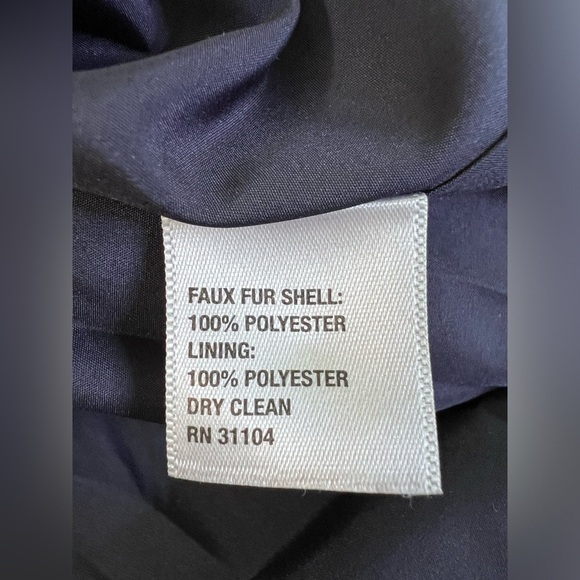 FAUX FUR SHELL:
100% POLYESTER
LINING:
100% POLYESTER
DRY CLEAN
RN 31104